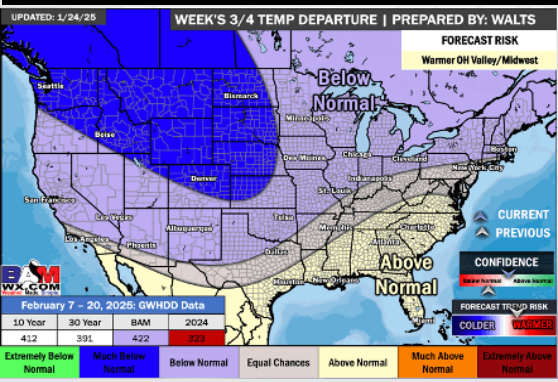 UPDATED: 1/24/25
WEEK'S 3/4 TEMP DEPARTURE | PREPARED BY: WALTS
FORECAST RISK
Warmer OH Valley/Midwest
Below
Normal
Seattle
Bismarck
Minneapolis
Boise
Boston
Des Moines
Chicago
Cleveland
New York City
Denver
Indianapolis
St. Louis
San Francisco
Las Vegas
Tulsa
Memphis
Charlotte
Albuquerque
Los Angeles
Phoenix
Dallas
Atlanta
Above
Normal
Houston
New Orleans
Miami
CURRENT
PREVIOUS
CONFIDENCE
Below Normal
Above Normal
FORECAST TREND RISK
COLDER
WARMER
BAM
WX.COM
February 7 – 20, 2025: GWHDD Data
10 Year 30 Year BAM 2024
412 391 422 323
Extremely Below Normal
Much Below Normal
Below Normal
Equal Chances
Above Normal
Much Above Normal
Extremely Above Normal